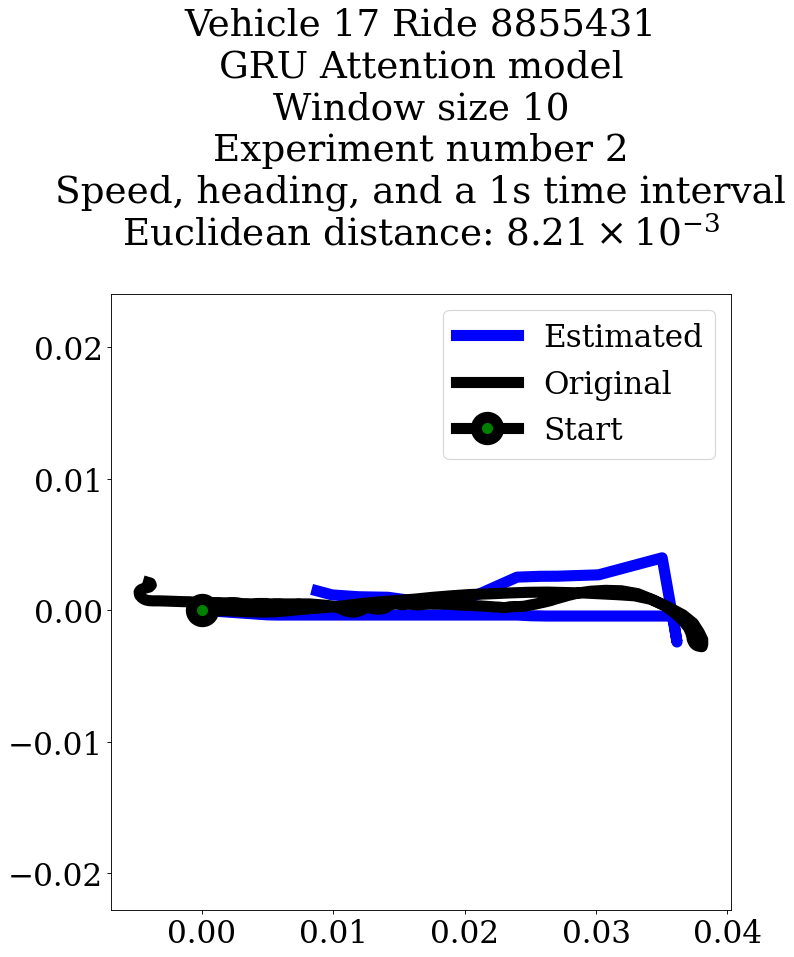 Vehicle 17 Ride 8855431
GRU Attention model
Window size 10
Experiment number 2
Speed, heading, and a 1s time interval
Euclidean distance: 8.21 × 10⁻³
Estimated
Original
Start
0.02
0.01
0.00
−0.01
−0.02
0.00 0.01 0.02 0.03 0.04